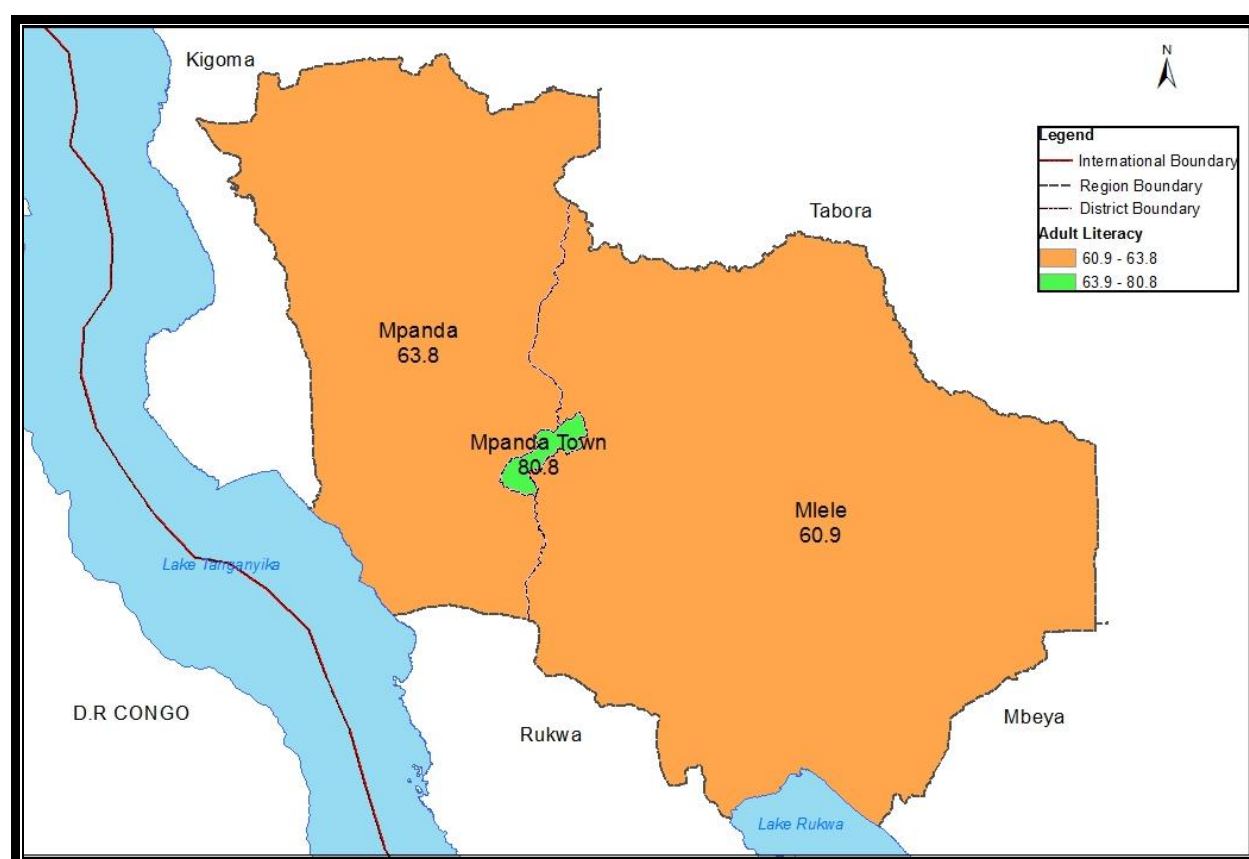 Kigoma
N
Legend
International Boundary
Region Boundary
District Boundary
Adult Literacy
60.9 - 63.8
63.9 - 80.8
Tabora
Mpanda
63.8
Mpanda Town
80.8
Mlele
60.9
Lake Tanganyika
D.R CONGO
Rukwa
Mbeya
Lake Rukwa